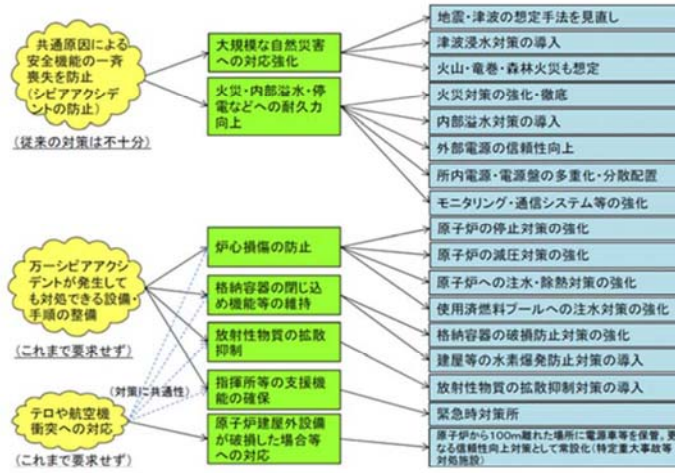 共通原因による
安全機能の一斉
喪失を防止
(シビアアクシデ
ントの防止)
(従来の対策は不十分)
大規模な自然災害
への対応強化
火災・内部溢水・停
電などへの耐久力
向上
地震・津波の想定手法を見直し
津波浸水対策の導入
火山・竜巻・森林火災も想定
火災対策の強化・徹底
内部溢水対策の導入
外部電源の信頼性向上
所内電源・電源盤の多重化・分散配置
モニタリング・通信システム等の強化
万一シビアアクシ
デントが発生して
も対処できる設備・
手順の整備
(これまで要求せず)
炉心損傷の防止
格納容器の閉じ込
め機能等の維持
放射性物質の拡散
抑制
指揮所等の支援機
能の確保
原子炉の停止対策の強化
原子炉の減圧対策の強化
原子炉への注水・除熱対策の強化
使用済燃料プールへの注水対策の強化
格納容器の破損防止対策の強化
建屋等の水素爆発防止対策の導入
放射性物質の拡散抑制対策の導入
緊急時対策所
(対策に共通性)
テロや航空機
衝突への対応
(これまで要求せず)
原子炉建屋外設備
が破損した場合等
への対応
原子炉から100m離れた場所に電源車等を保管。更
なる信頼性向上対策として常設化(特定重大事故等
対処施設)